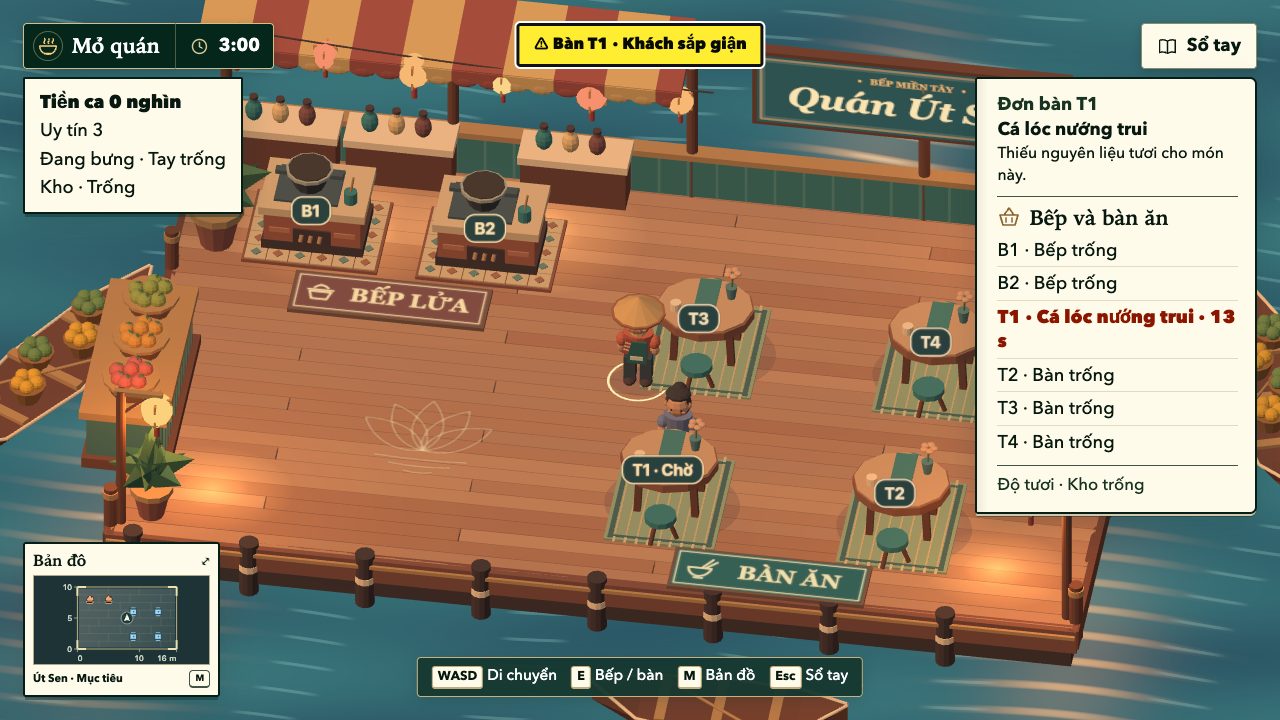 Mở quán
3:00
Bàn T1 · Khách sắp giận
Sổ tay
Tiền ca 0 nghìn
Uy tín 3
Đang bưng · Tay trống
Kho · Trống
BẾP MIỀN TÂY
Quán Út S
Đơn bàn T1
Cá lóc nướng trui
Thiếu nguyên liệu tươi cho món
này.
Bếp và bàn ăn
B1 · Bếp trống
B2 · Bếp trống
T1 · Cá lóc nướng trui · 13
s
T2 · Bàn trống
T3 · Bàn trống
T4 · Bàn trống
Độ tươi · Kho trống
B1
B2
BẾP LỬA
T3
T4
T1 · Chờ
T2
BÀN ĂN
Bản đồ
10
5
0
0 10 16 m
Út Sen · Mục tiêu M
WASD Di chuyển E Bếp / bàn M Bản đồ Esc Sổ tay